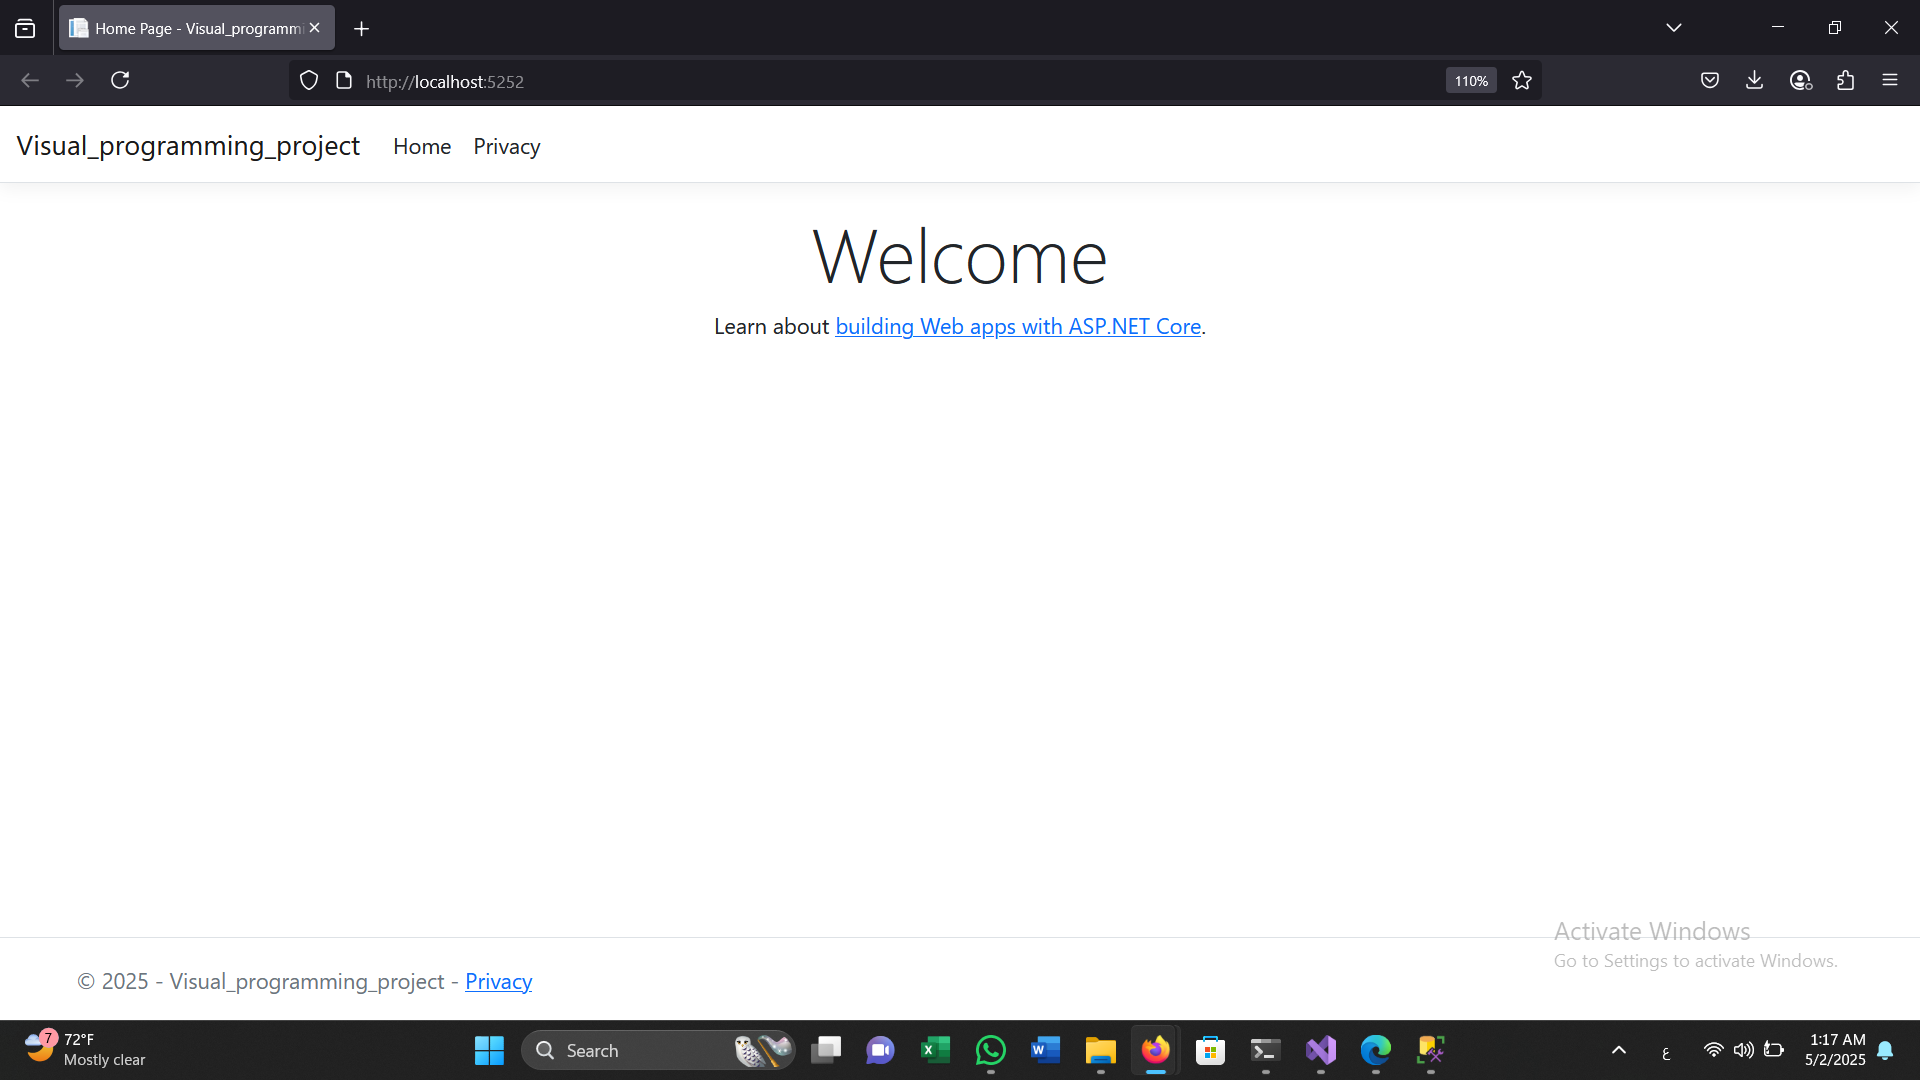 Home Page - Visual_programmi
http://localhost:5252
110%
Visual_programming_project
Home
Privacy
Welcome
Learn about building Web apps with ASP.NET Core.
Activate Windows
Go to Settings to activate Windows.
© 2025 - Visual_programming_project - Privacy
7
72°F
Mostly clear
Search
ع
1:17 AM
5/2/2025